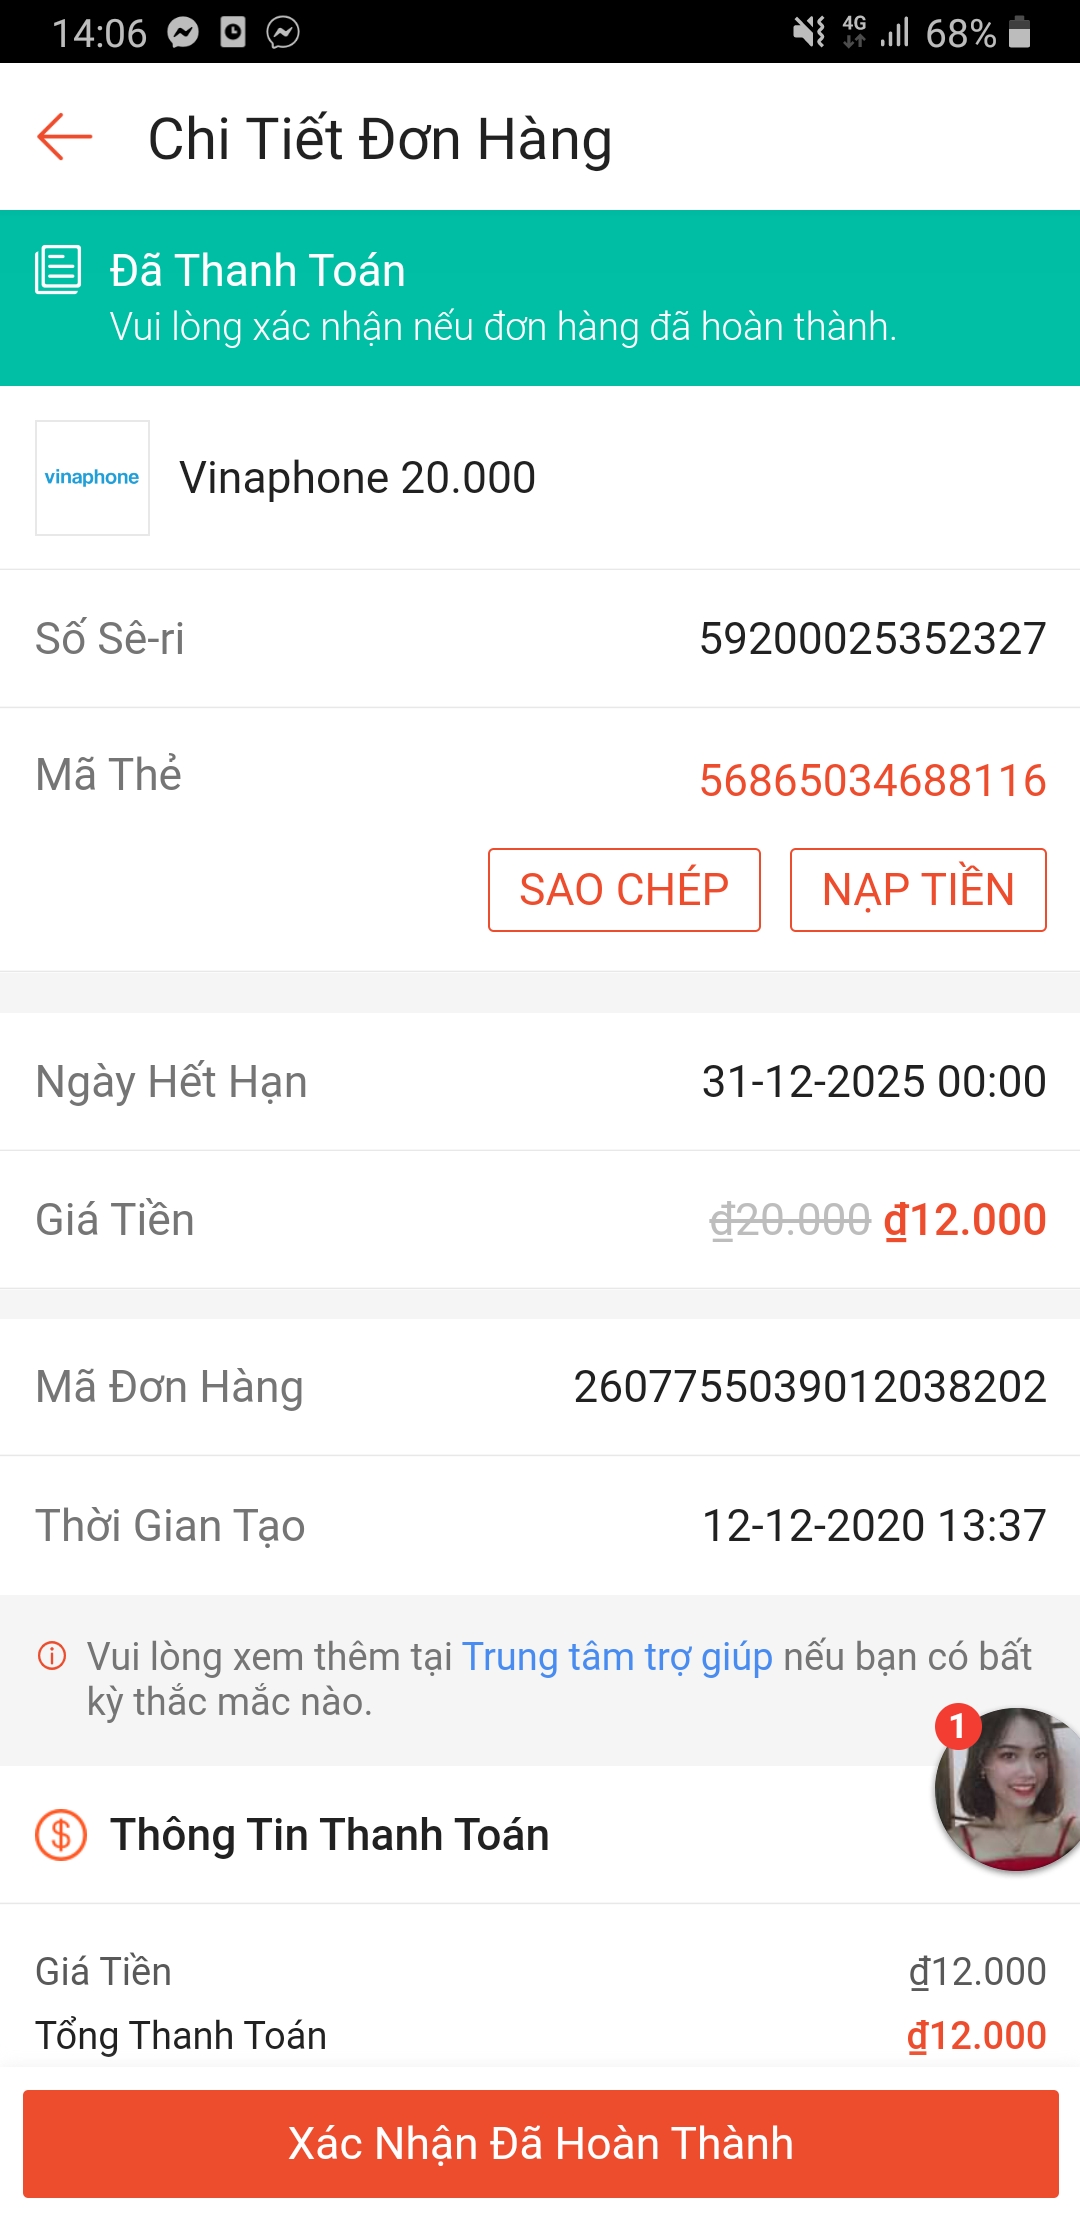 14:06 4G 68%
Chi Tiết Đơn Hàng
Đã Thanh Toán
Vui lòng xác nhận nếu đơn hàng đã hoàn thành.
vinaphone Vinaphone 20.000
Số Sê-ri 59200025352327
Mã Thẻ 56865034688116
SAO CHÉP NẠP TIỀN
Ngày Hết Hạn 31-12-2025 00:00
Giá Tiền ₫20.000 ₫12.000
Mã Đơn Hàng 2607755039012038202
Thời Gian Tạo 12-12-2020 13:37
Vui lòng xem thêm tại Trung tâm trợ giúp nếu bạn có bất
kỳ thắc mắc nào.
1
Thông Tin Thanh Toán
Giá Tiền ₫12.000
Tổng Thanh Toán ₫12.000
Xác Nhận Đã Hoàn Thành